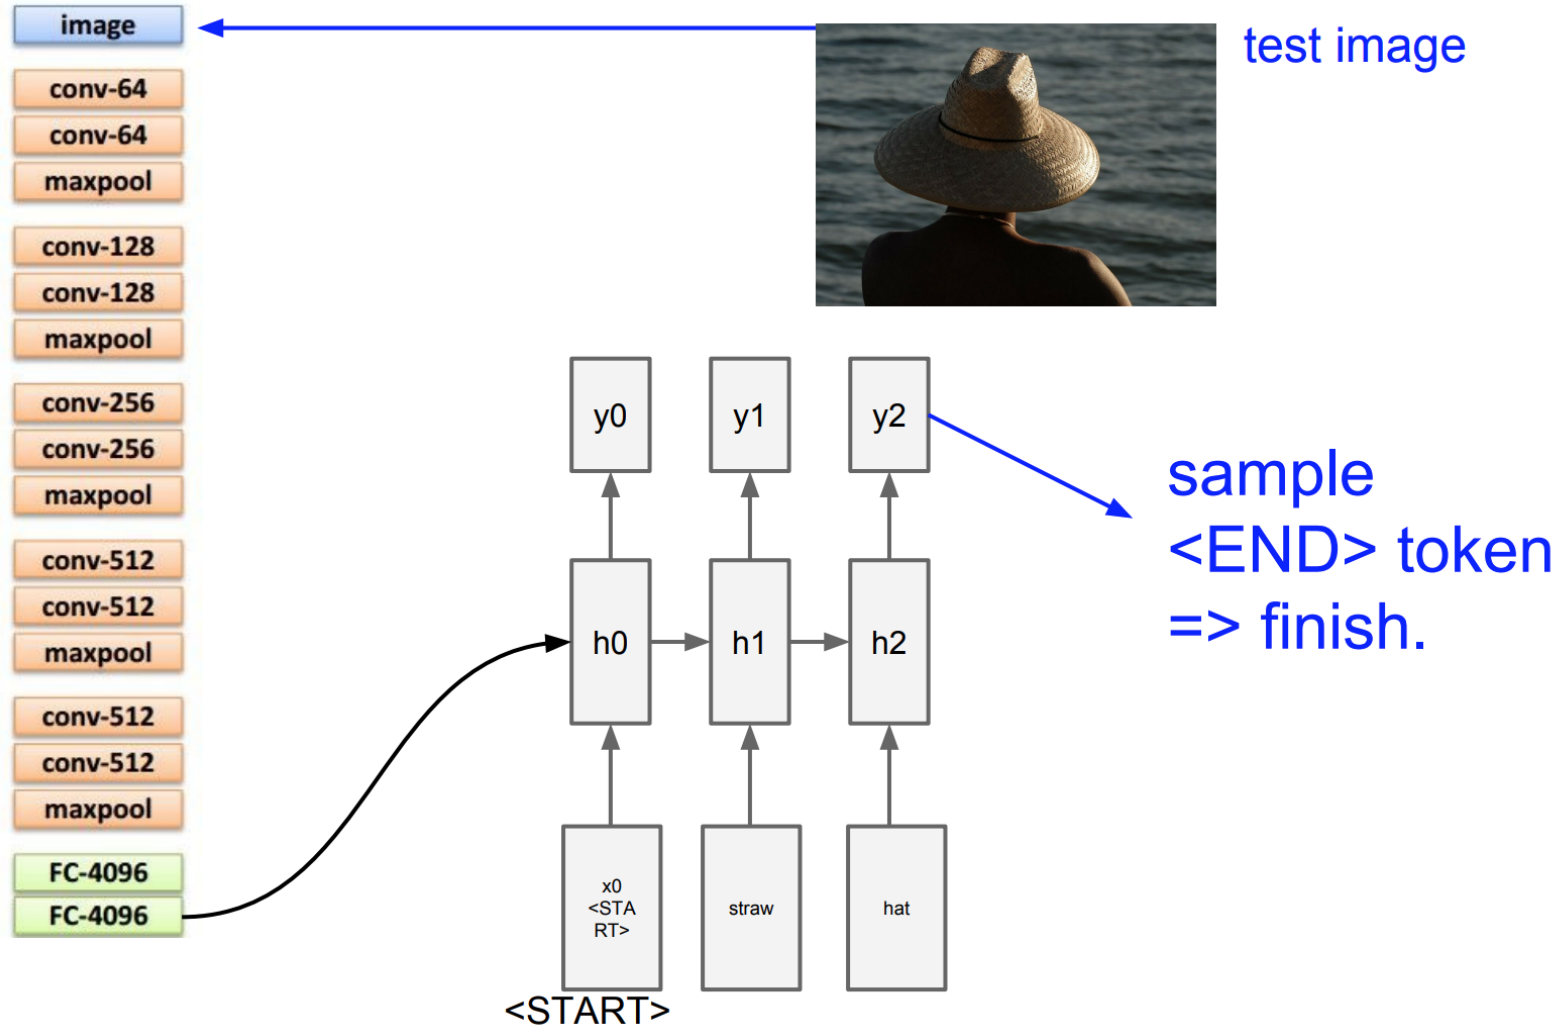 image
conv-64
conv-64
maxpool
conv-128
conv-128
maxpool
conv-256
conv-256
maxpool
conv-512
conv-512
maxpool
conv-512
conv-512
maxpool
FC-4096
FC-4096
test image
y0
y1
y2
sample
<END> token
=> finish.
h0
h1
h2
x0
<STA
RT>
straw
hat
<START>